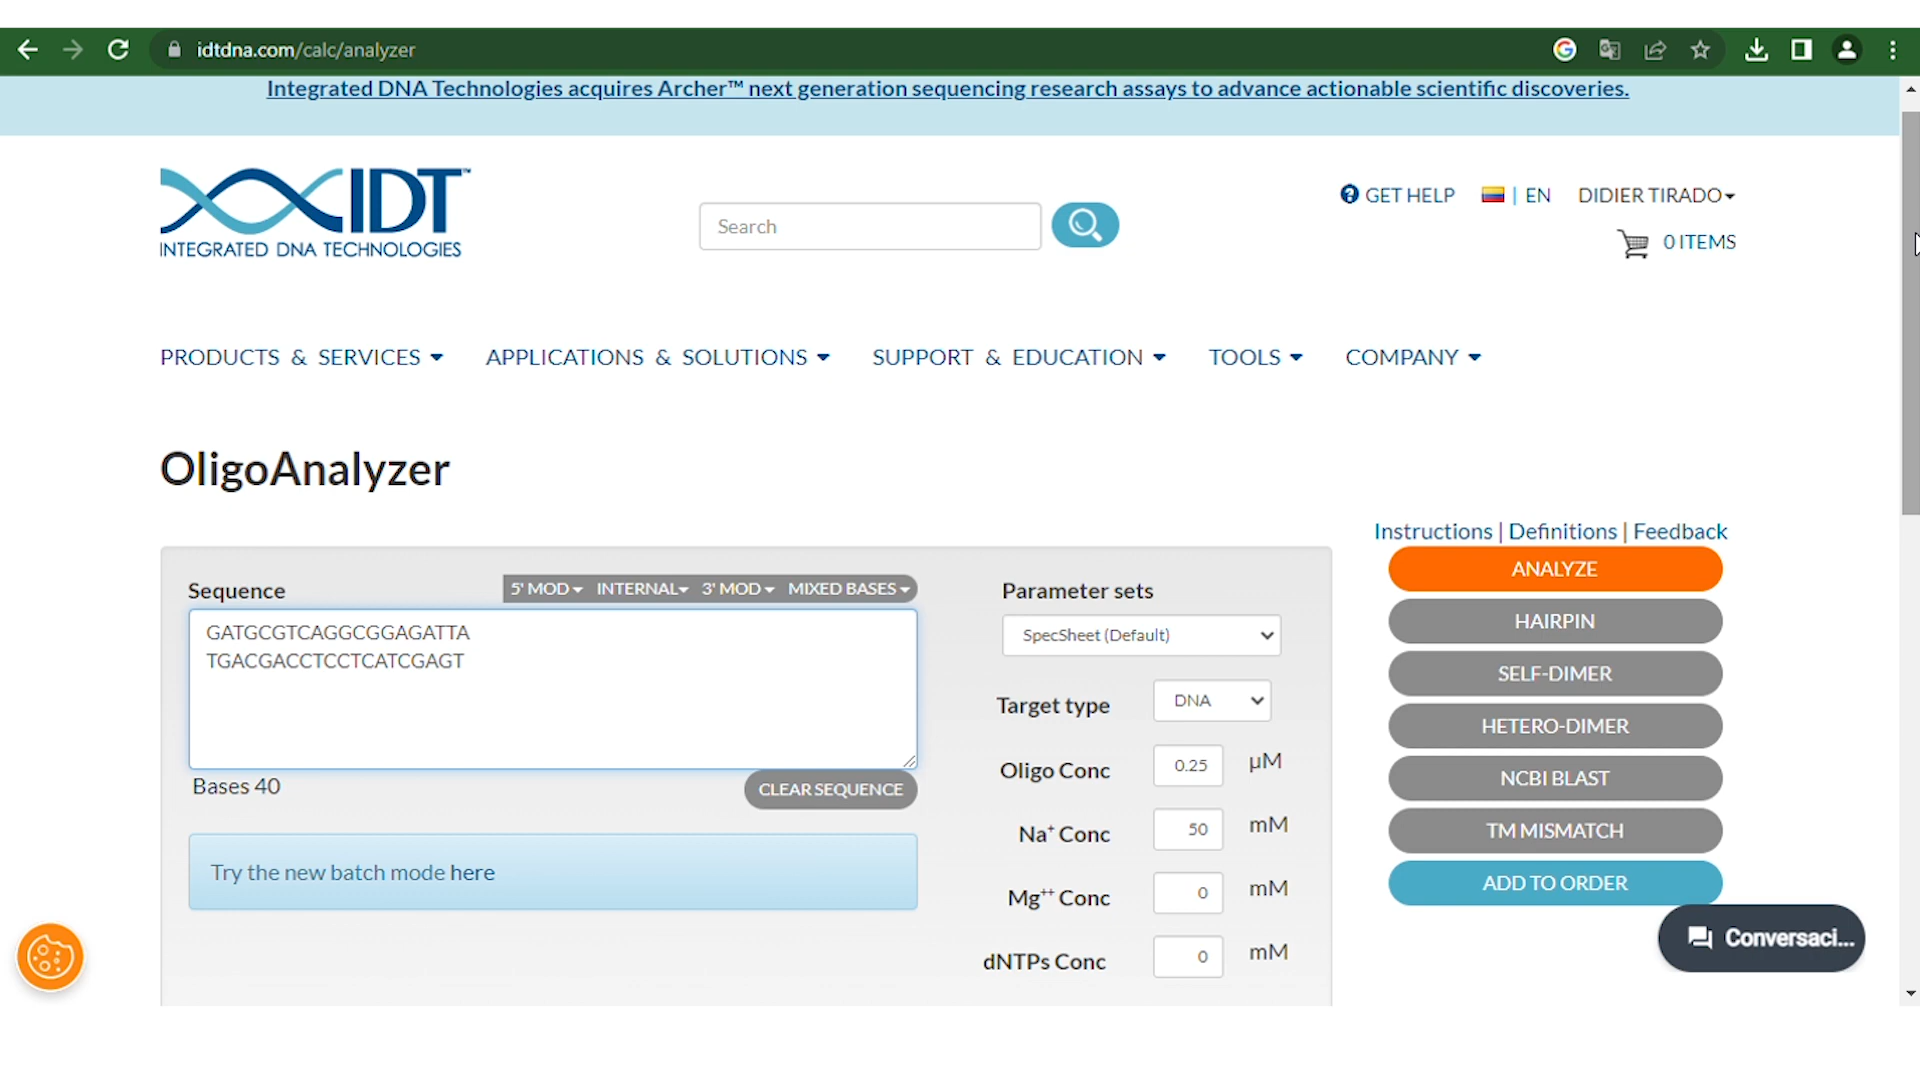 idtdna.com/calc/analyzer
Integrated DNA Technologies acquires Archer™ next generation sequencing research assays to advance actionable scientific discoveries.
IDT™
INTEGRATED DNA TECHNOLOGIES
Search
GET HELP | EN DIDIER TIRADO
0 ITEMS
PRODUCTS & SERVICES APPLICATIONS & SOLUTIONS SUPPORT & EDUCATION TOOLS COMPANY
OligoAnalyzer
Instructions | Definitions | Feedback
Sequence 5' MOD INTERNAL 3' MOD MIXED BASES
GATGCGTCAGGCGGAGATTA
TGACGACCTCCTCATCGAGT
Bases 40
CLEAR SEQUENCE
Try the new batch mode here
Parameter sets
SpecSheet (Default)
Target type DNA
Oligo Conc 0.25 µM
Na⁺ Conc 50 mM
Mg⁺⁺ Conc 0 mM
dNTPs Conc 0 mM
ANALYZE
HAIRPIN
SELF-DIMER
HETERO-DIMER
NCBI BLAST
TM MISMATCH
ADD TO ORDER
Conversaci...